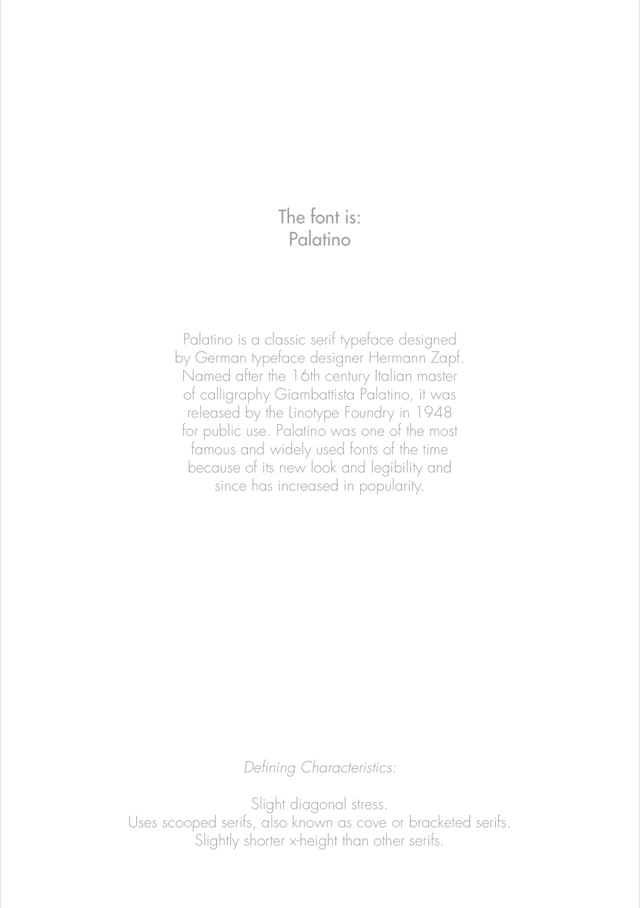 The font is:
Palatino
Palatino is a classic serif typeface designed
by German typeface designer Hermann Zapf.
Named after the 16th century Italian master
of calligraphy Giambattista Palatino, it was
released by the Linotype Foundry in 1948
for public use. Palatino was one of the most
famous and widely used fonts of the time
because of its new look and legibility and
since has increased in popularity.
Defining Characteristics:
Slight diagonal stress.
Uses scooped serifs, also known as cove or bracketed serifs.
Slightly shorter x-height than other serifs.